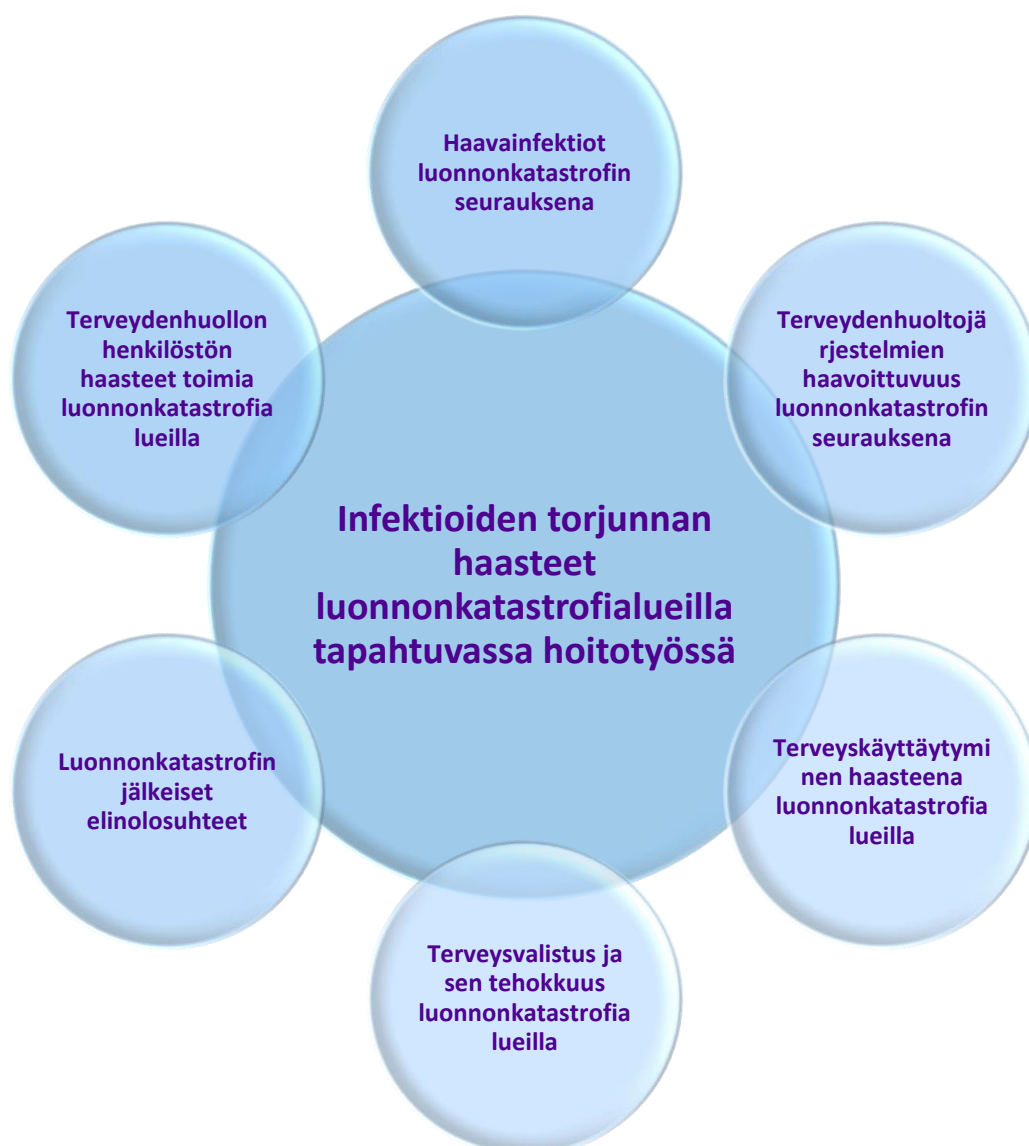 Haavainfektiot
luonnonkatastrofin
seurauksena
Terveydenhuoltojä
rjestelmien
haavoittuvuus
luonnonkatastrofin
seurauksena
Terveyskäyttäytymi
nen haasteena
luonnonkatastrofia
lueilla
Terveysvalistus ja
sen tehokkuus
luonnonkatastrofia
lueilla
Luonnonkatastrofin
jälkeiset
elinolosuhteet
Terveydenhuollon
henkilöstön
haasteet toimia
luonnonkatastrofia
lueilla
Infektioiden torjunnan
haasteet
luonnonkatastrofialueilla
tapahtuvassa hoitotyössä